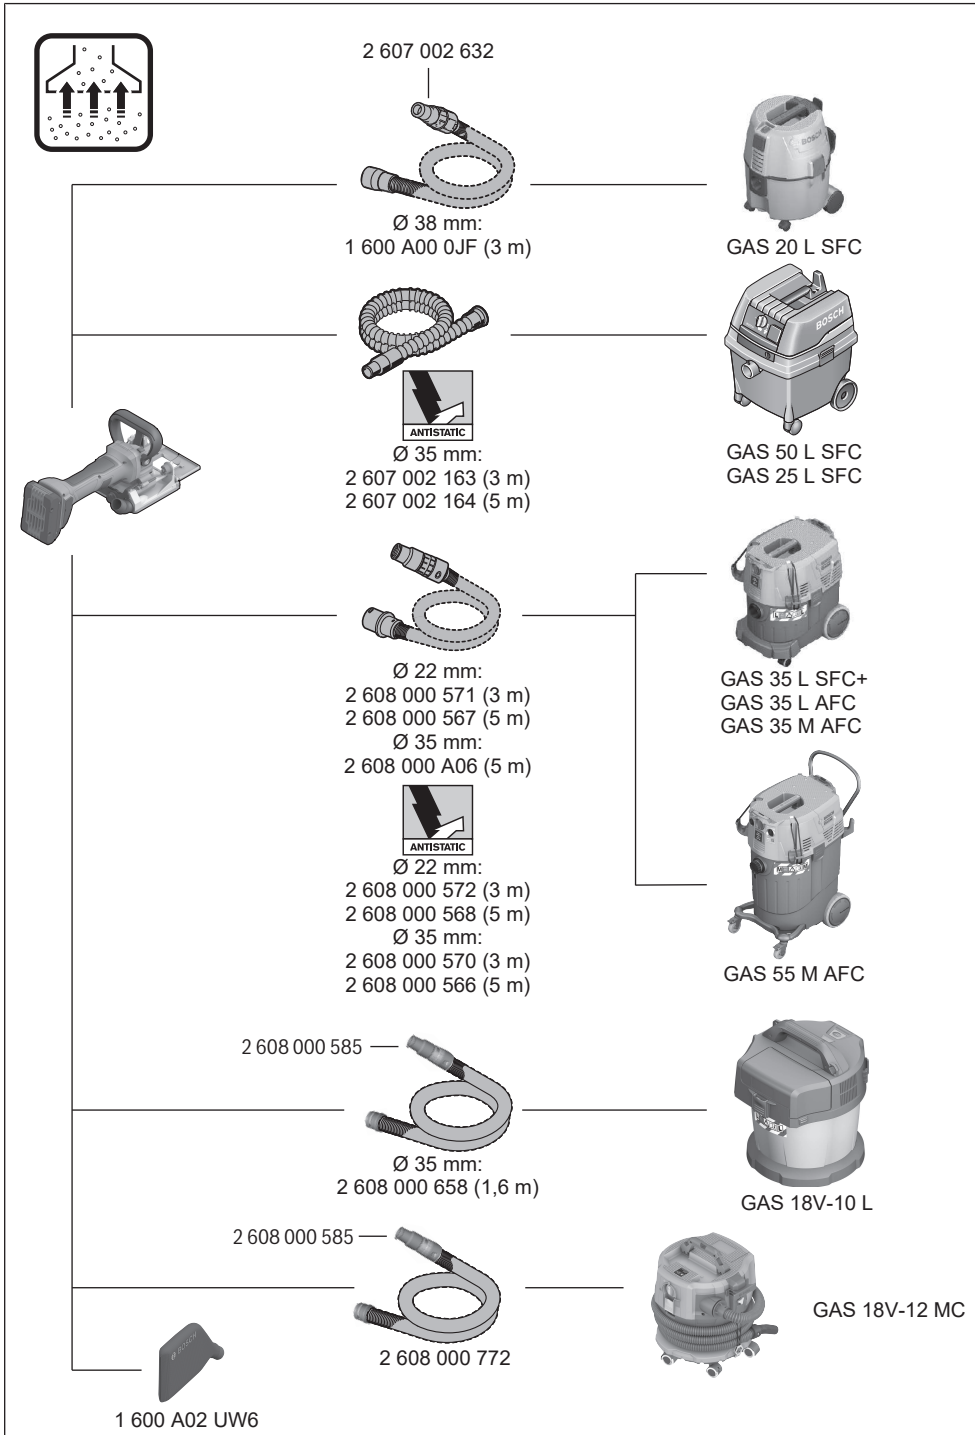 2 607 002 632
BOSCH
Ø 38 mm:
1 600 A00 0JF (3 m)
GAS 20 L SFC
BOSCH
ANTISTATIC
Ø 35 mm:
2 607 002 163 (3 m)
2 607 002 164 (5 m)
GAS 50 L SFC
GAS 25 L SFC
Ø 22 mm:
2 608 000 571 (3 m)
2 608 000 567 (5 m)
Ø 35 mm:
2 608 000 A06 (5 m)
GAS 35 L SFC+
GAS 35 L AFC
GAS 35 M AFC
ANTISTATIC
Ø 22 mm:
2 608 000 572 (3 m)
2 608 000 568 (5 m)
Ø 35 mm:
2 608 000 570 (3 m)
2 608 000 566 (5 m)
GAS 55 M AFC
2 608 000 585
Ø 35 mm:
2 608 000 658 (1,6 m)
GAS 18V-10 L
2 608 000 585
2 608 000 772
GAS 18V-12 MC
BOSCH
1 600 A02 UW6